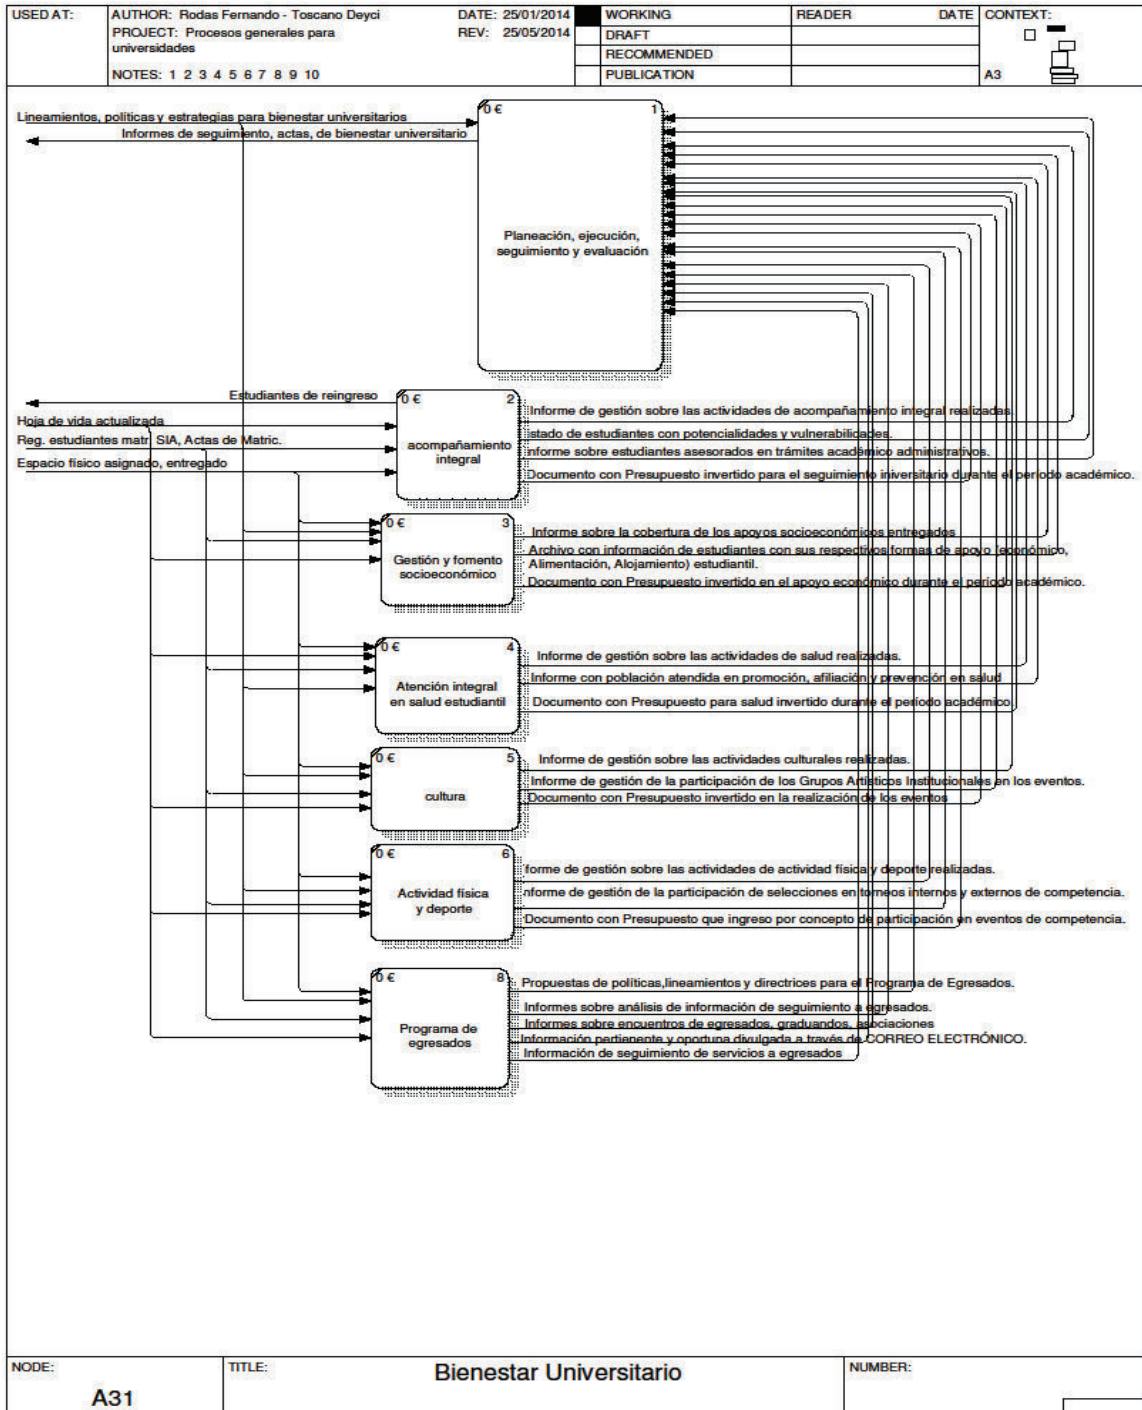 USED AT:
AUTHOR: Rodas Fernando - Toscano Deyci
DATE: 25/01/2014
PROJECT: Procesos generales para
universidades
REV: 25/05/2014
NOTES: 1 2 3 4 5 6 7 8 9 10
WORKING
DRAFT
RECOMMENDED
PUBLICATION
READER
DATE
CONTEXT:
A3
Lineamientos, políticas y estrategias para bienestar universitarios
Informes de seguimiento, actas, de bienestar universitario
0 €
1
Planeación, ejecución,
seguimiento y evaluación
Estudiantes de reingreso
Hoja de vida actualizada
Reg. estudiantes matr. SIA, Actas de Matric.
Espacio físico asignado, entregado
0 €
2
acompañamiento
integral
Informe de gestión sobre las actividades de acompañamiento integral realizadas.
istado de estudiantes con potencialidades y vulnerabilidades.
nforme sobre estudiantes asesorados en trámites académico administrativos.
Documento con Presupuesto invertido para el seguimiento iniversitario durante el período académico.
0 €
3
Gestión y fomento
socioeconómico
Informe sobre la cobertura de los apoyos socioeconómicos entregados
Archivo con información de estudiantes con sus respectivos formas de apoyo (económico,
Alimentación, Alojamiento) estudiantil.
Documento con Presupuesto invertido en el apoyo económico durante el período académico.
0 €
4
Atención integral
en salud estudiantil
Informe de gestión sobre las actividades de salud realizadas.
Informe con población atendida en promoción, afiliación y prevención en salud
Documento con Presupuesto para salud invertido durante el período académico.
0 €
5
cultura
Informe de gestión sobre las actividades culturales realizadas.
Informe de gestión de la participación de los Grupos Artísticos Institucionales en los eventos.
Documento con Presupuesto invertido en la realización de los eventos
0 €
6
Actividad física
y deporte
forme de gestión sobre las actividades de actividad física y deporte realizadas.
nforme de gestión de la participación de selecciones en torneos internos y externos de competencia.
Documento con Presupuesto que ingreso por concepto de participación en eventos de competencia.
0 €
8
Programa de
egresados
Propuestas de políticas,lineamientos y directrices para el Programa de Egresados.
Informes sobre análisis de información de seguimiento a egresados.
Informes sobre encuentros de egresados, graduandos, asociaciones
Información pertienente y oportuna divulgada a través de CORREO ELECTRÓNICO.
Información de seguimiento de servicios a egresados
NODE:
A31
TITLE:
Bienestar Universitario
NUMBER: